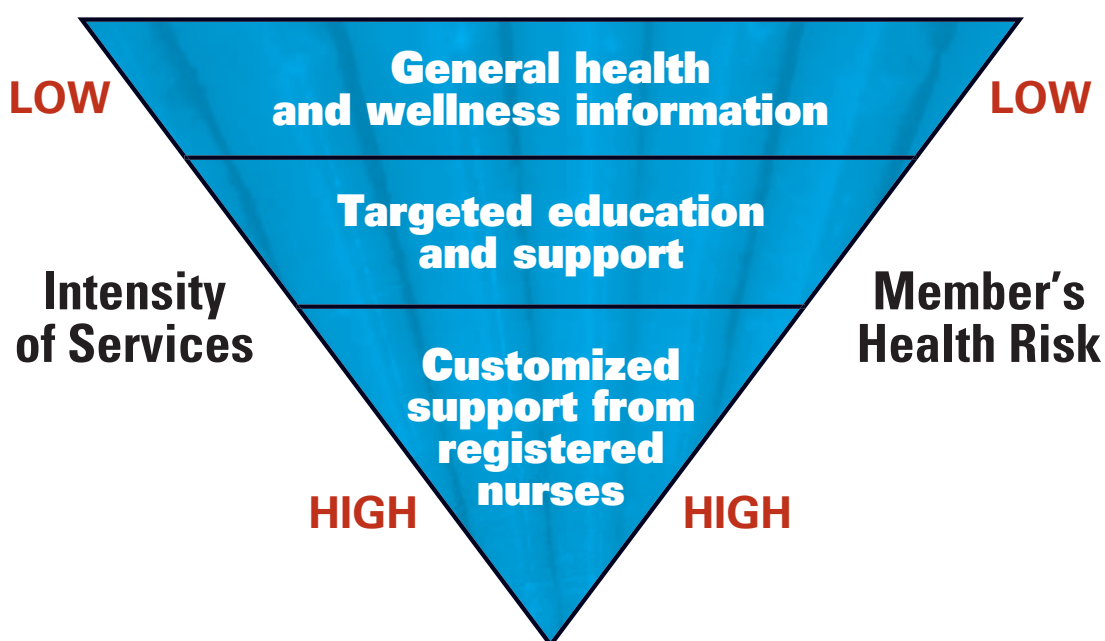 General health
and wellness information
LOW
LOW
Targeted education
and support
Intensity
of Services
Member's
Health Risk
Customized
support from
registered
nurses
HIGH
HIGH